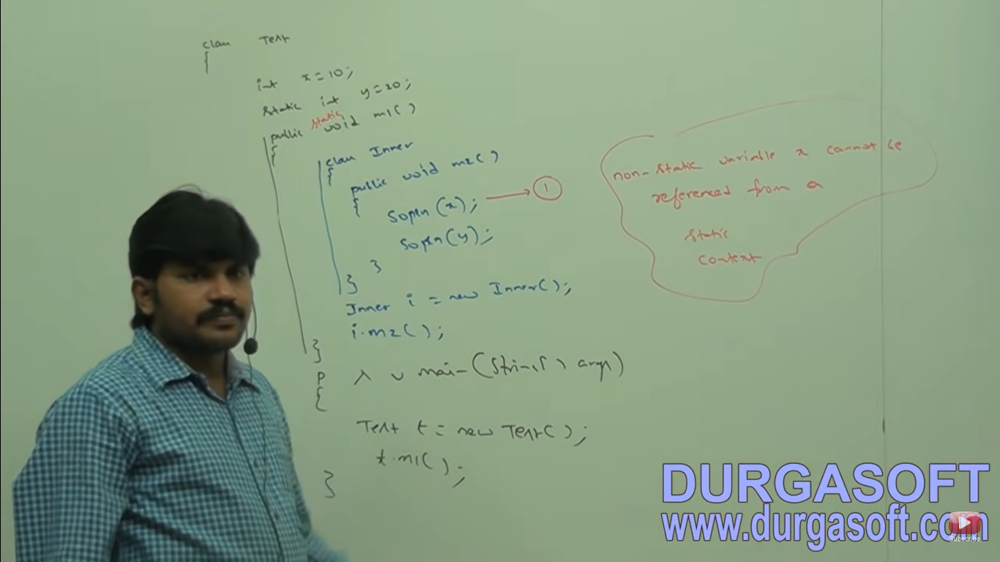 class Test
{
int x=10;
static int y=20;
public static void m1()
{
class Inner
{
public void m2()
{
Sopln(x); → 1
Sopln(y);
}
}
Inner i = new Inner();
i.m2();
}
P s v main(String[] args)
{
Test t = new Test();
t.m1();
}
non-static variable x cannot be
referenced from a
static
context
DURGASOFT
www.durgasoft.com
Subscribe